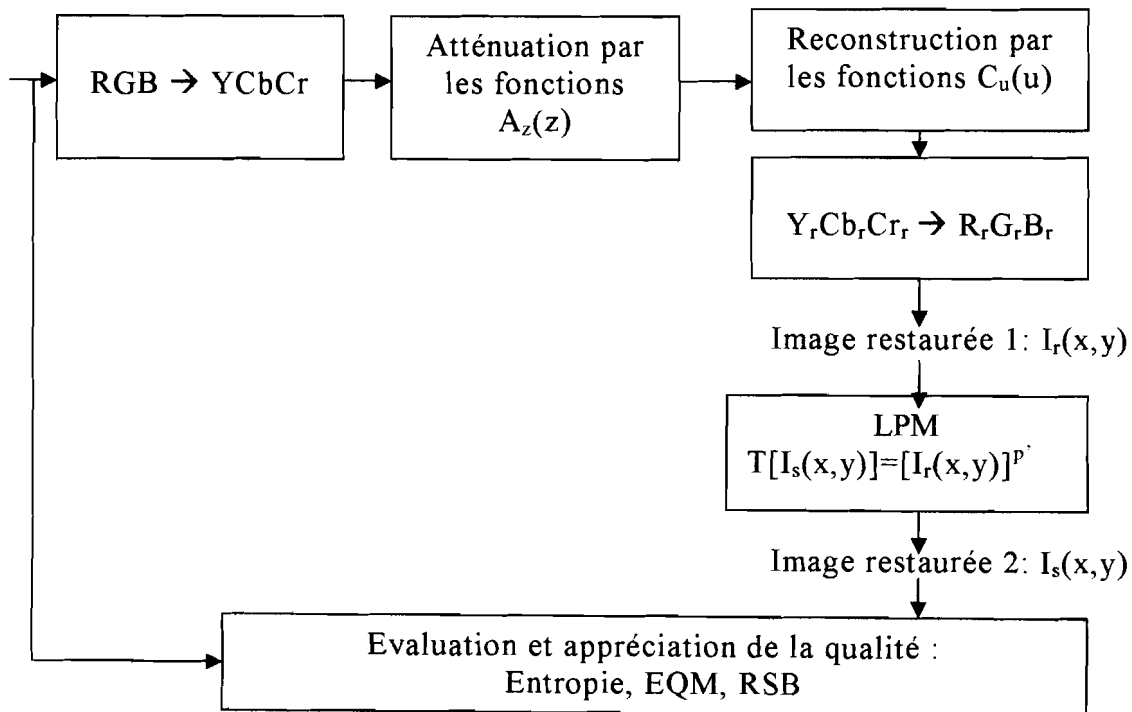 RGB → YCbCr
Atténuation par
les fonctions
A_z(z)
Reconstruction par
les fonctions C_u(u)
Y_rCb_rCr_r → R_rG_rB_r
Image restaurée 1: I_r(x,y)
LPM
T[I_s(x,y)]=[I_r(x,y)]^p'
Image restaurée 2: I_s(x,y)
Evaluation et appréciation de la qualité :
Entropie, EQM, RSB